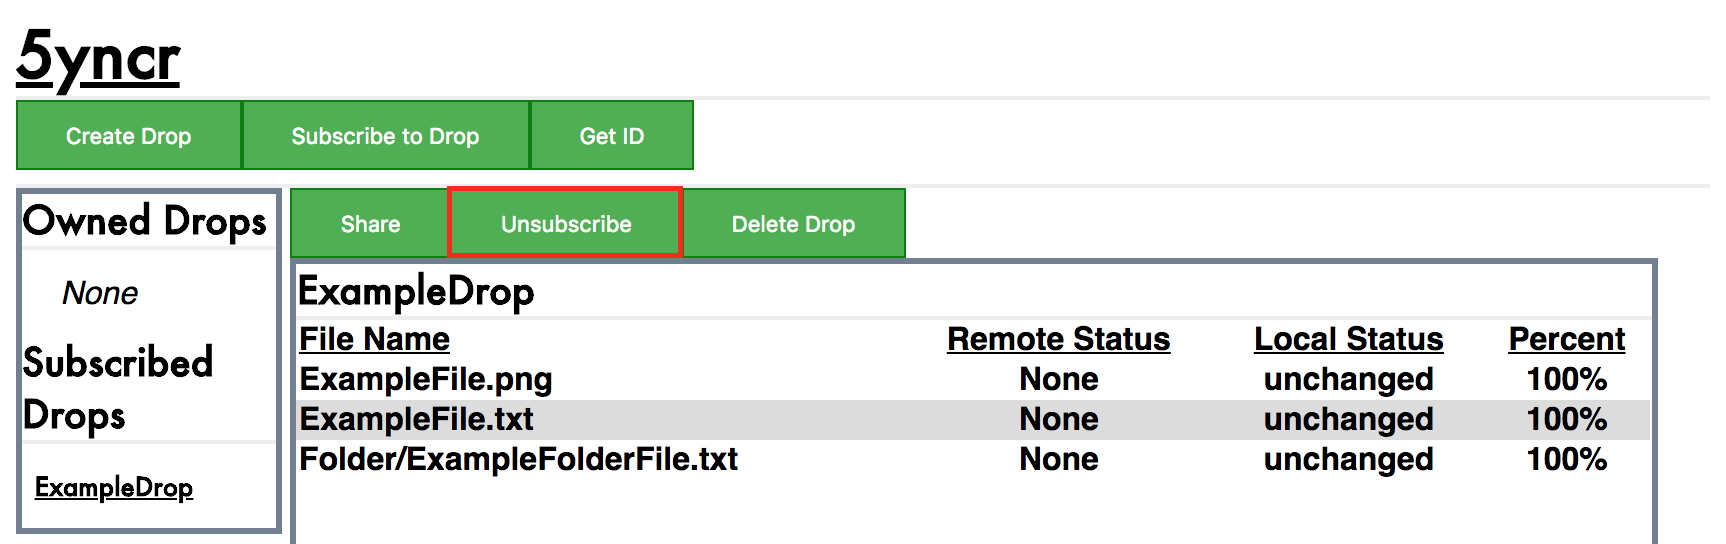 5yncr
Create Drop Subscribe to Drop Get ID
Owned Drops
None
Subscribed
Drops
ExampleDrop
Share Unsubscribe Delete Drop
ExampleDrop
File Name Remote Status Local Status Percent
ExampleFile.png None unchanged 100%
ExampleFile.txt None unchanged 100%
Folder/ExampleFolderFile.txt None unchanged 100%